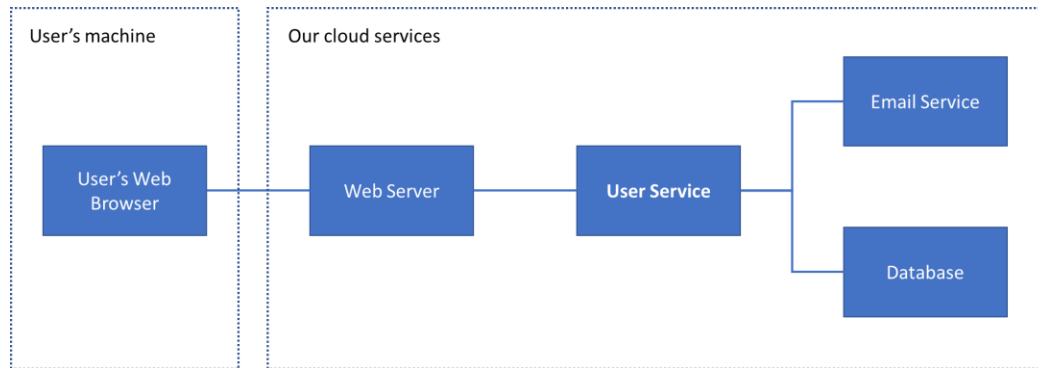 User’s machine
Our cloud services
Email Service
User’s Web
Browser
Web Server
User Service
Database